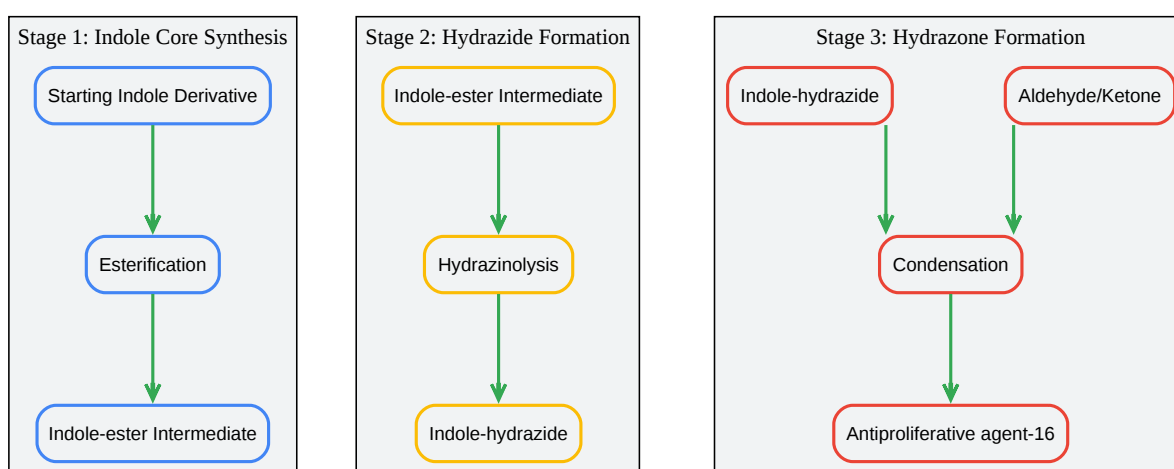 Stage 1: Indole Core Synthesis
Starting Indole Derivative
Esterification
Indole-ester Intermediate
Stage 2: Hydrazide Formation
Indole-ester Intermediate
Hydrazinolysis
Indole-hydrazide
Stage 3: Hydrazone Formation
Indole-hydrazide
Aldehyde/Ketone
Condensation
Antiproliferative agent-16